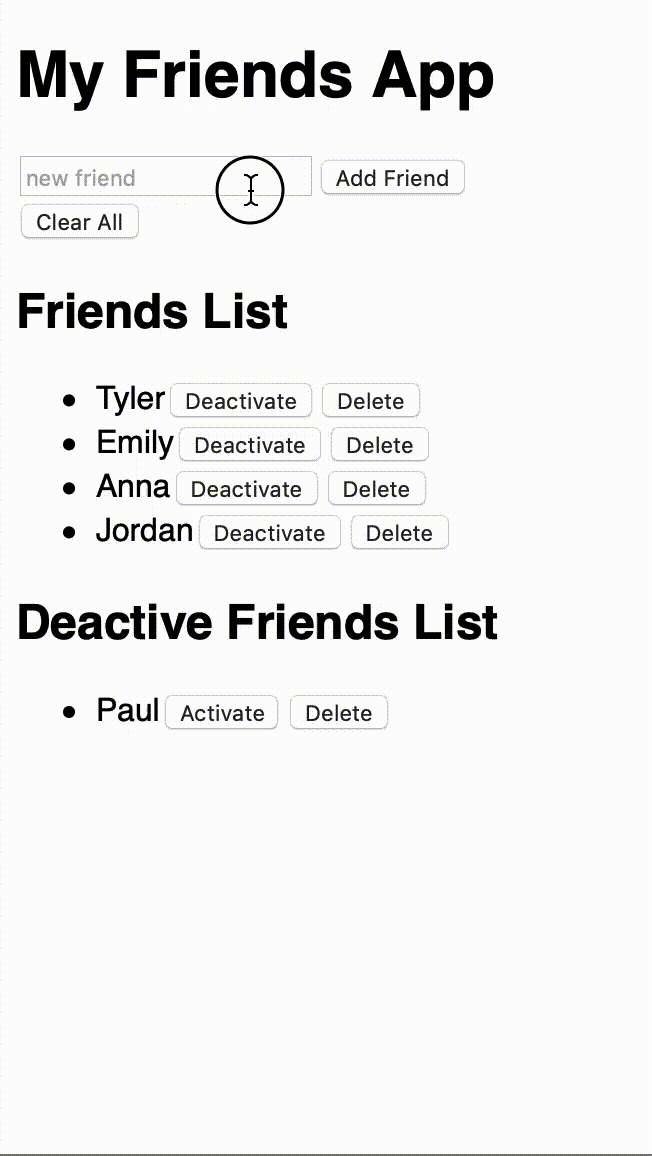 My Friends App
new friend Add Friend
Clear All
Friends List
Tyler Deactivate Delete
Emily Deactivate Delete
Anna Deactivate Delete
Jordan Deactivate Delete
Deactive Friends List
Paul Activate Delete